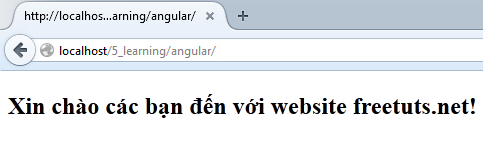 http://localhos...arning/angular/
localhost/5_learning/angular/
Xin chào các bạn đến với website freetuts.net!